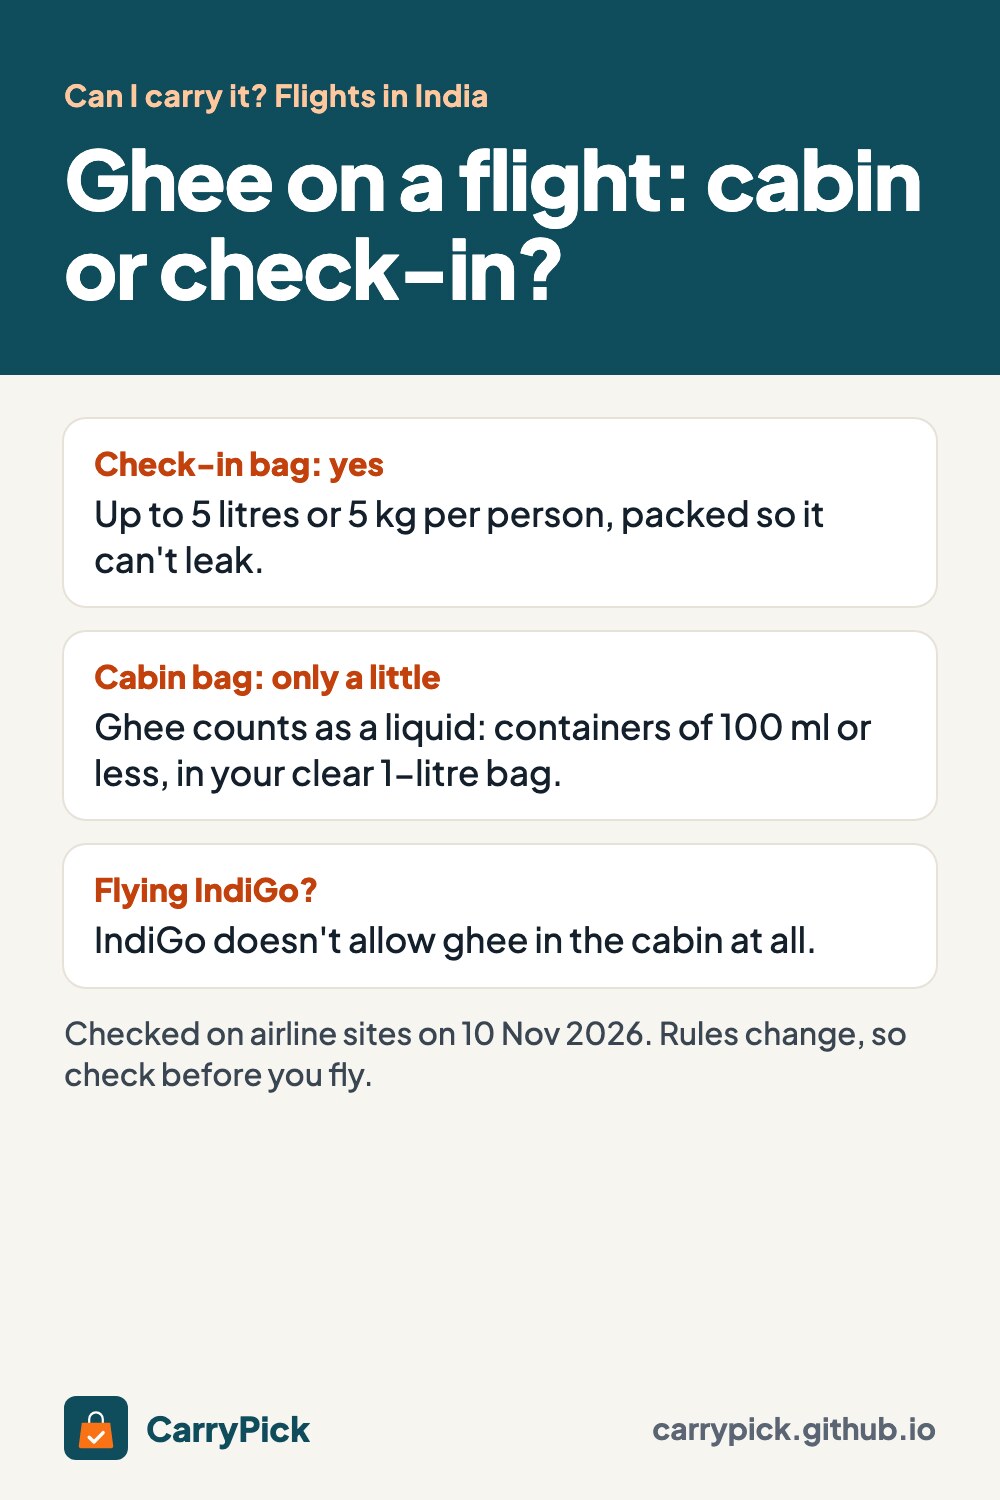 Can I carry it? Flights in India
Ghee on a flight: cabin
or check-in?
Check-in bag: yes
Up to 5 litres or 5 kg per person, packed so it
can't leak.
Cabin bag: only a little
Ghee counts as a liquid: containers of 100 ml or
less, in your clear 1-litre bag.
Flying IndiGo?
IndiGo doesn't allow ghee in the cabin at all.
Checked on airline sites on 10 Nov 2026. Rules change, so
check before you fly.
CarryPick
carrypick.github.io